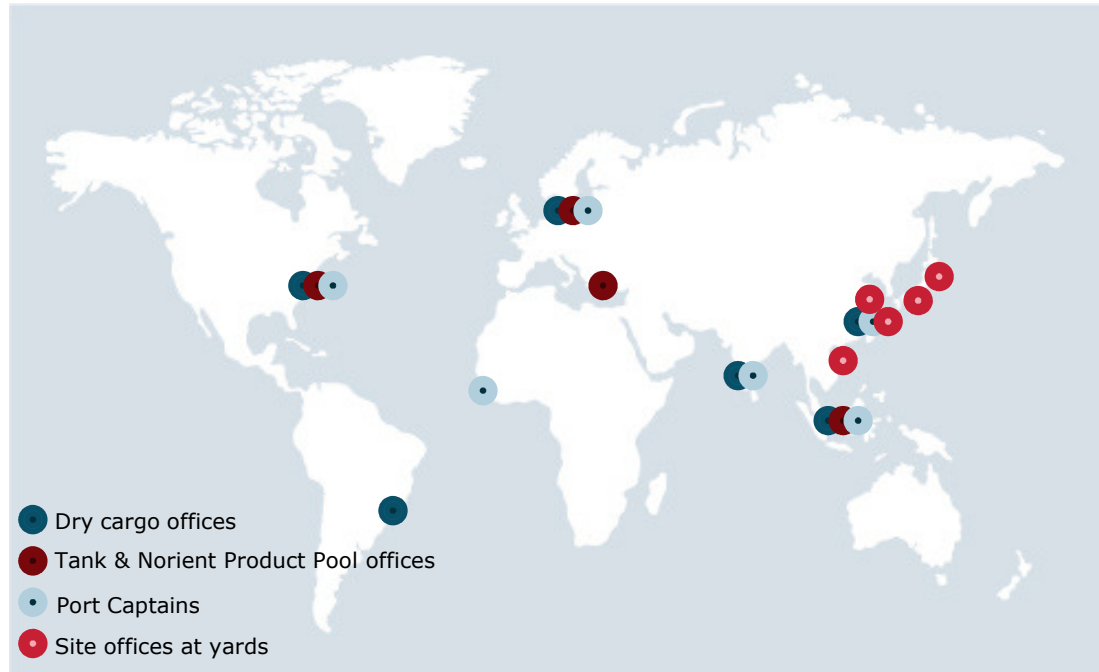 Dry cargo offices
Tank & Norient Product Pool offices
Port Captains
Site offices at yards